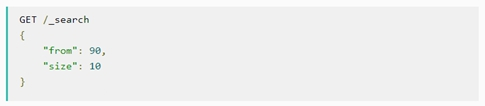 GET /_search
{
    "from": 90,
    "size": 10
}